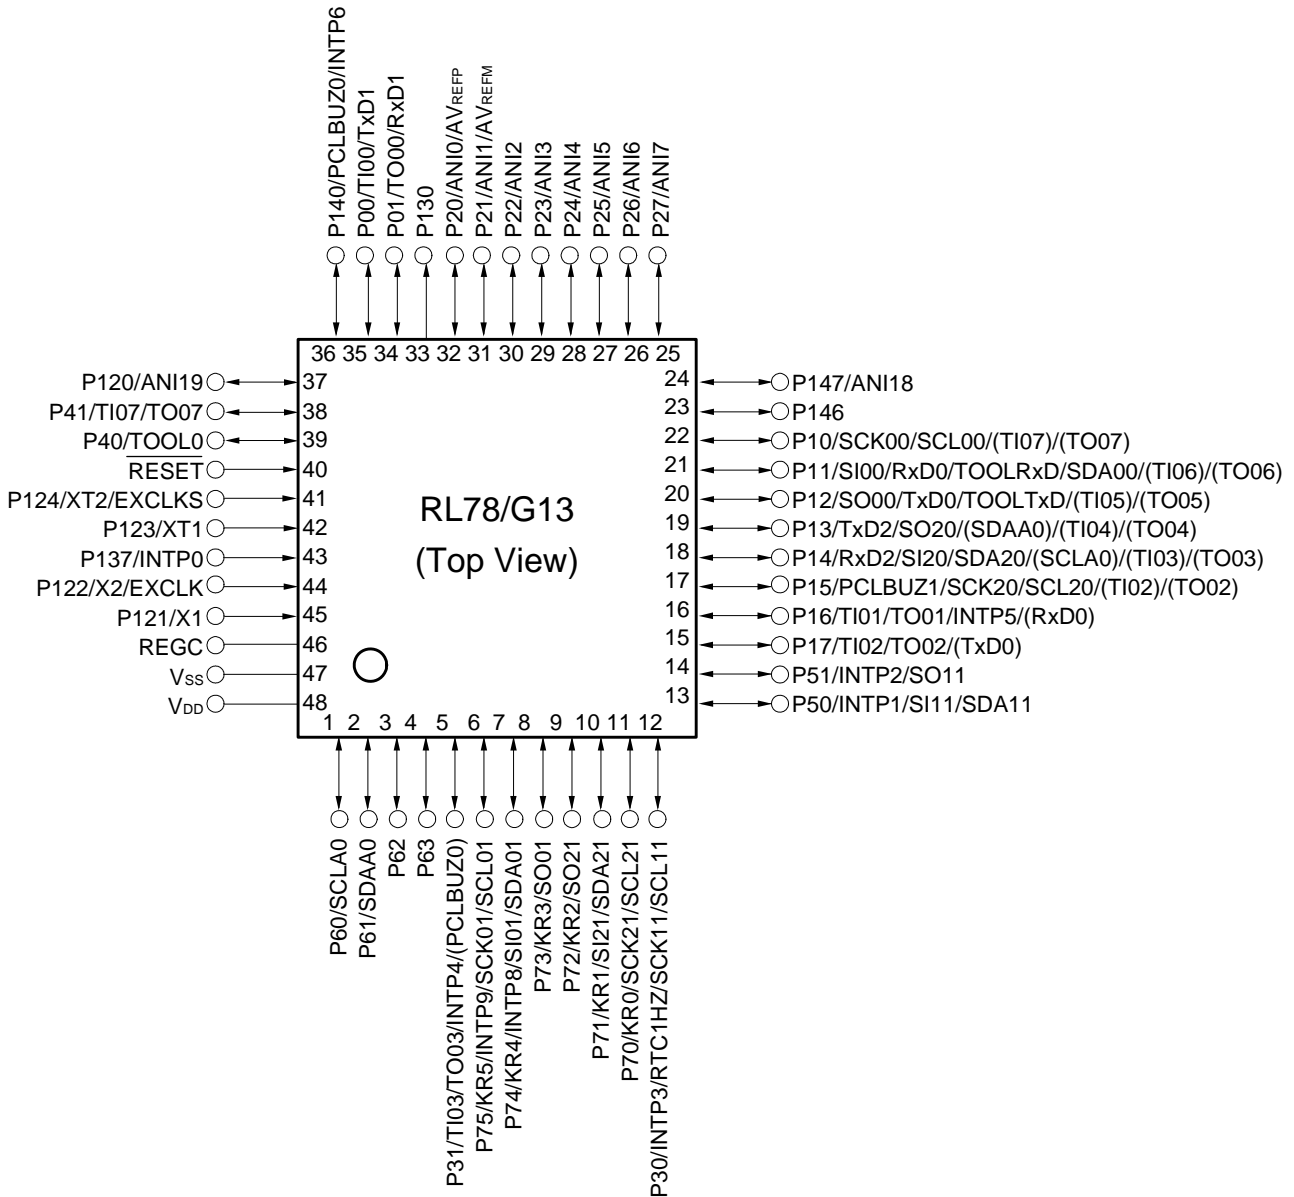 P140/PCLBUZ0/INTP6
P00/TI00/TxD1
P01/TO00/RxD1
P130
P20/ANI0/AVREFP
P21/ANI1/AVREFM
P22/ANI2
P23/ANI3
P24/ANI4
P25/ANI5
P26/ANI6
P27/ANI7
36 35 34 33 32 31 30 29 28 27 26 25
P120/ANI19 37
P41/TI07/TO07 38
P40/TOOL0 39
RESET 40
P124/XT2/EXCLKS 41
P123/XT1 42
P137/INTP0 43
P122/X2/EXCLK 44
P121/X1 45
REGC 46
VSS 47
VDD 48
RL78/G13
(Top View)
24 P147/ANI18
23 P146
22 P10/SCK00/SCL00/(TI07)/(TO07)
21 P11/SI00/RxD0/TOOLRxD/SDA00/(TI06)/(TO06)
20 P12/SO00/TxD0/TOOLTxD/(TI05)/(TO05)
19 P13/TxD2/SO20/(SDAA0)/(TI04)/(TO04)
18 P14/RxD2/SI20/SDA20/(SCLA0)/(TI03)/(TO03)
17 P15/PCLBUZ1/SCK20/SCL20/(TI02)/(TO02)
16 P16/TI01/TO01/INTP5/(RxD0)
15 P17/TI02/TO02/(TxD0)
14 P51/INTP2/SO11
13 P50/INTP1/SI11/SDA11
1 2 3 4 5 6 7 8 9 10 11 12
P60/SCLA0
P61/SDAA0
P62
P63
P31/TI03/TO03/INTP4/(PCLBUZ0)
P75/KR5/INTP9/SCK01/SCL01
P74/KR4/INTP8/SI01/SDA01
P73/KR3/SO01
P72/KR2/SO21
P71/KR1/SI21/SDA21
P70/KR0/SCK21/SCL21
P30/INTP3/RTC1HZ/SCK11/SCL11